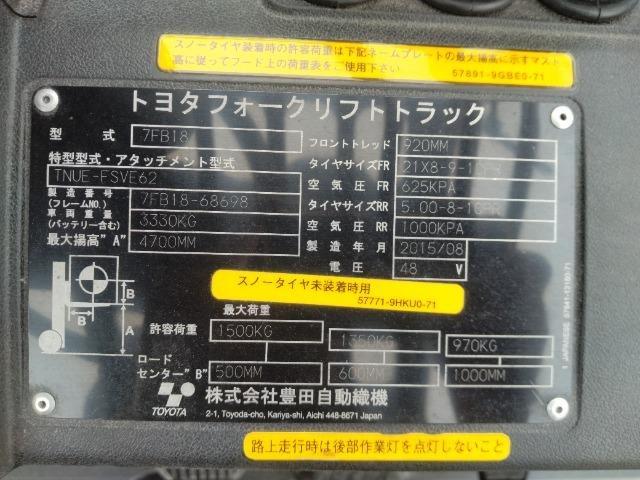 スノータイヤ装着時の許容荷重は下記ネームプレートの最大揚高に示すマスト
高に従ってフード上の荷重表をご使用下さい 57891-9GBE0-71
トヨタフォークリフトトラック
型式 7FB18 フロントトレッド 920MM
特型型式・アタッチメント型式 タイヤサイズFR 21X8-9-
TNUE-FSVE62 空気圧FR 625KPA
製造番号
(フレームNO.) 7FB18-68698 タイヤサイズRR 5.00-8-
車両重量
(バッテリー含む) 3330KG 空気圧RR 1000KPA
最大揚高"A" 4700MM 製造年月 2015/08
電圧 48 V
スノータイヤ未装着時用
57771-9HKU0-71
B
B A
最大荷重
許容荷重 1500KG 1350KG 970KG
ロード
センター"B" 500MM 600MM 1000MM
TOYOTA 株式会社豊田自動織機
2-1, Toyoda-cho, Kariya-shi, Aichi 448-8671 Japan
1 JAPANESE
路上走行時は後部作業灯を点灯しないこと